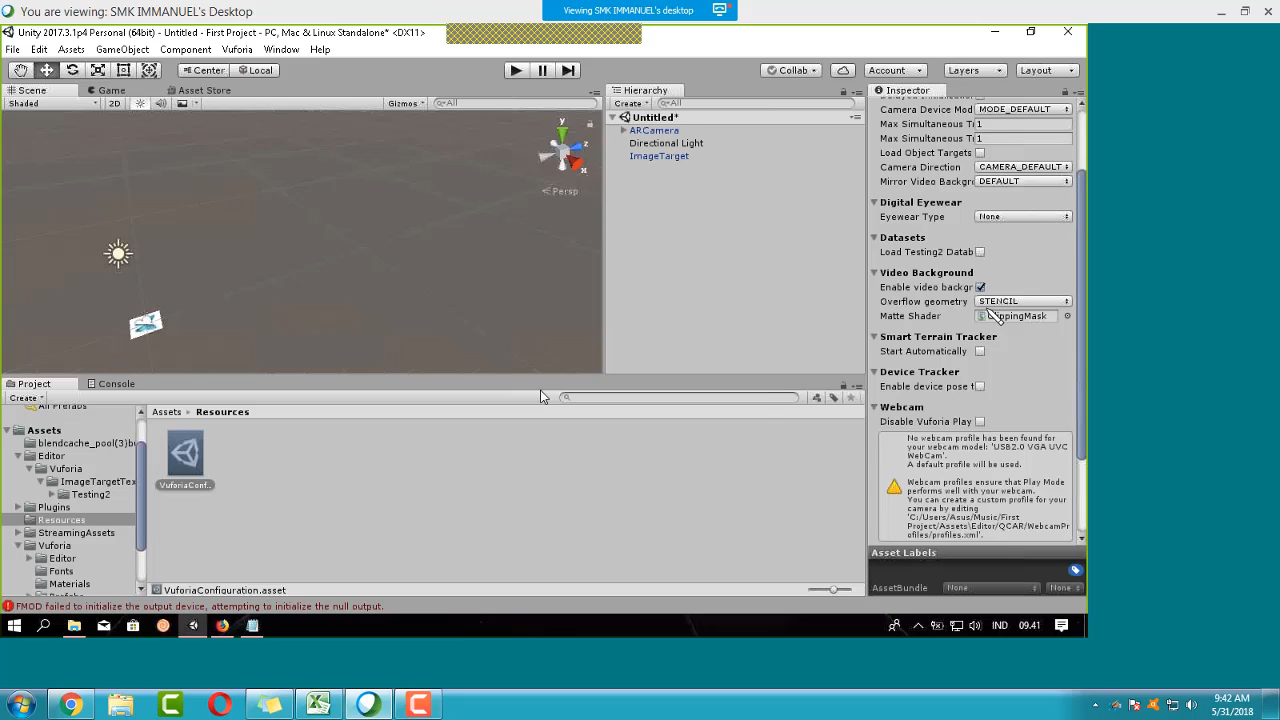 You are viewing: SMK IMMANUEL's Desktop
Viewing SMK IMMANUEL's desktop
Unity 2017.3.1p4 Personal (64bit) - Untitled - First Project - PC, Mac & Linux Standalone* <DX11>
File Edit Assets GameObject Component Vuforia Window Help
Center Local Collab Account Layers Layout
Scene Game Asset Store
Shaded 2D Gizmos All
y
z
x
Persp
Hierarchy
Create All
Untitled*
ARCamera
Directional Light
ImageTarget
Inspector
Camera Device Mod MODE_DEFAULT
Max Simultaneous Tr 1
Max Simultaneous Tr 1
Load Object Targets
Camera Direction CAMERA_DEFAULT
Mirror Video Backgr DEFAULT
Digital Eyewear
Eyewear Type None
Datasets
Load Testing2 Datab
Video Background
Enable video backgr
Overflow geometry STENCIL
Matte Shader ClippingMask
Smart Terrain Tracker
Start Automatically
Device Tracker
Enable device pose t
Webcam
Disable Vuforia Play
No webcam profile has been found for
your webcam model: 'USB2.0 VGA UVC
WebCam'.
A default profile will be used.
Webcam profiles ensure that Play Mode
performs well with your webcam.
You can create a custom profile for your
camera by editing
'C:/Users/Asus/Music/First
Project/Assets/Editor/QCAR/WebcamPr
ofiles/profiles.xml'.
Asset Labels
AssetBundle None None
Project Console
Create
All Prefabs
Assets
blendcache_pool(3)bu
Editor
Vuforia
ImageTargetTex
Testing2
Plugins
Resources
StreamingAssets
Vuforia
Editor
Fonts
Materials
Assets Resources
VuforiaConf..
VuforiaConfiguration.asset
FMOD failed to initialize the output device, attempting to initialize the null output.
IND 09.41
9:42 AM
5/31/2018